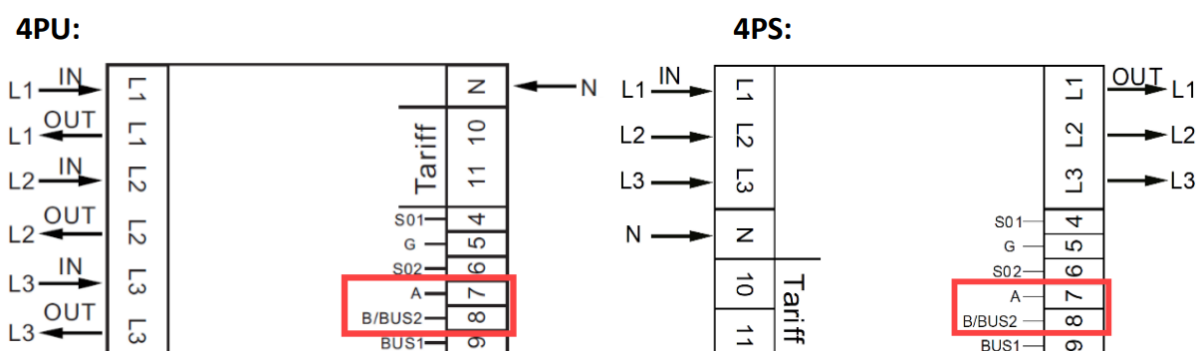 4PU:
4PS:
IN
L1
L1
N
N
OUT
L1
L1
IN
L2
L2
OUT
L2
L2
IN
L3
L3
OUT
L3
L3
Tariff
10
11
S01
4
G
5
S02
6
A
7
B/BUS2
8
BUS1
9
IN
L1
L1
L1
OUT
L1
L2
L2
L2
L2
L3
L3
L3
L3
N
N
10
11
Tariff
S01
4
G
5
S02
6
A
7
B/BUS2
8
BUS1
9